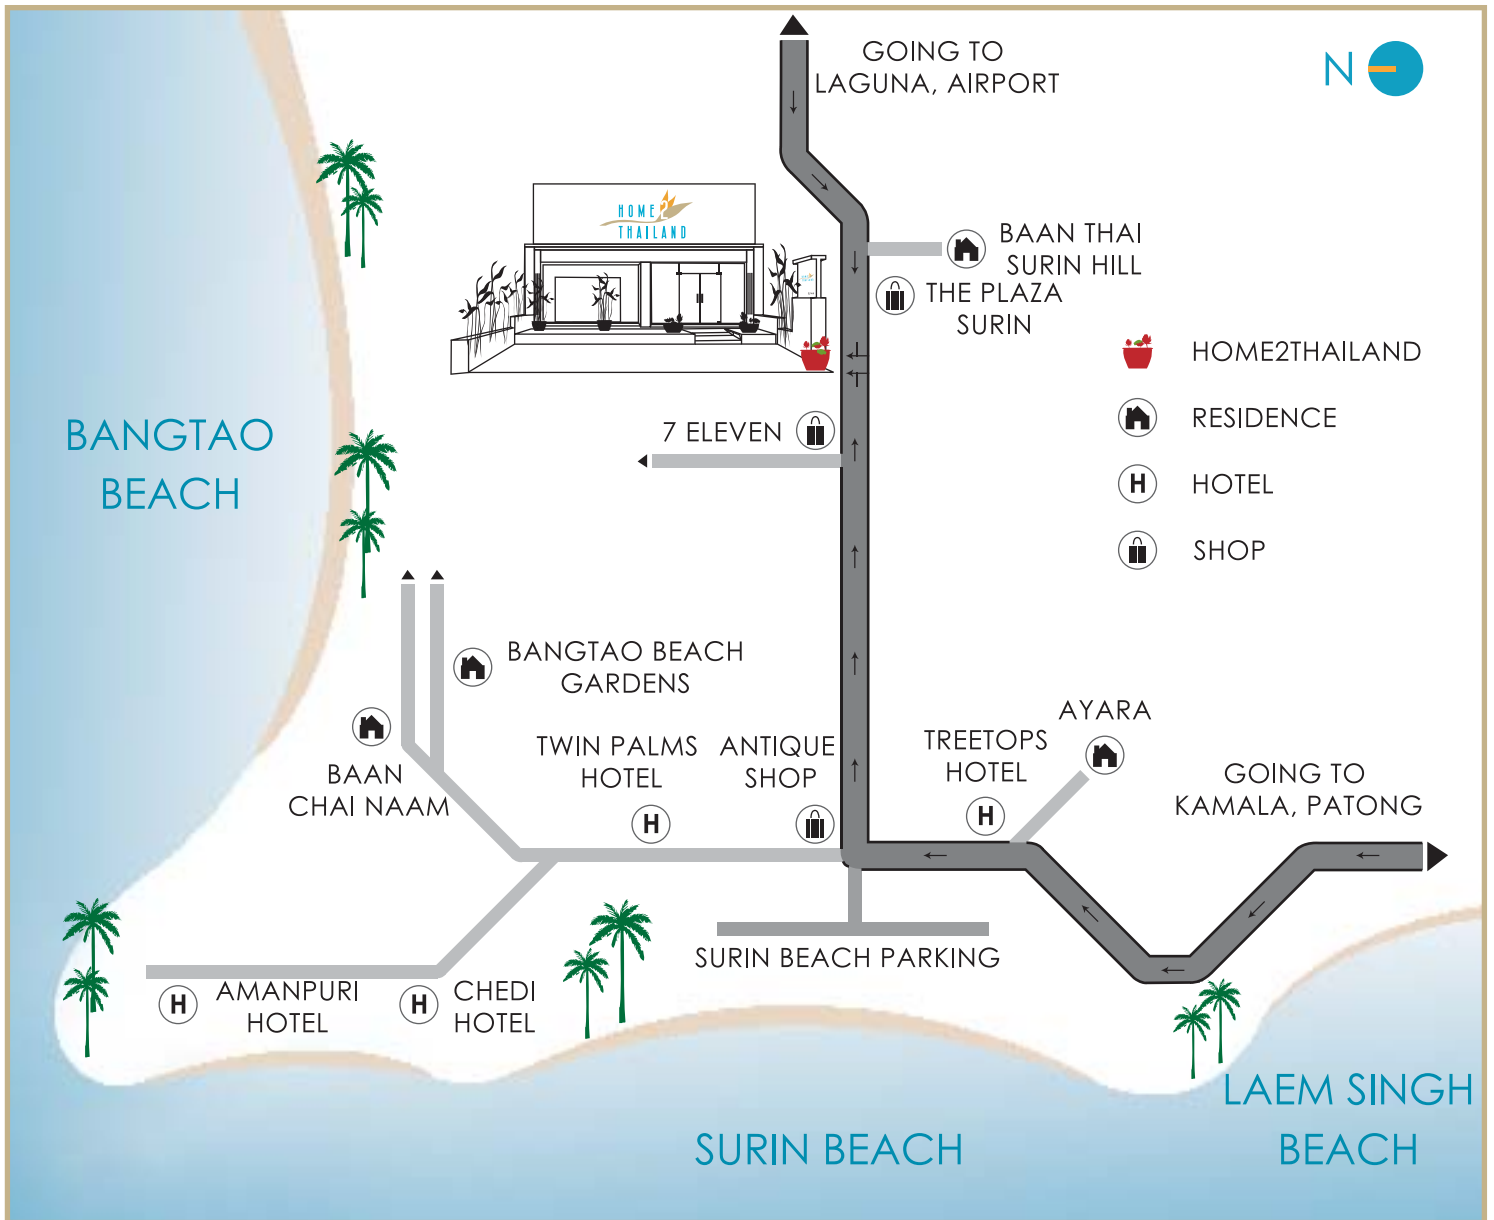 GOING TO
LAGUNA, AIRPORT
N
HOME 2
THAILAND
BAAN THAI
SURIN HILL
THE PLAZA
SURIN
HOME2THAILAND
RESIDENCE
H
HOTEL
SHOP
7 ELEVEN
BANGTAO
BEACH
BANGTAO BEACH
GARDENS
BAAN
CHAI NAAM
TWIN PALMS
HOTEL
H
ANTIQUE
SHOP
TREETOPS
HOTEL
H
AYARA
GOING TO
KAMALA, PATONG
SURIN BEACH PARKING
H
AMANPURI
HOTEL
H
CHEDI
HOTEL
SURIN BEACH
LAEM SINGH
BEACH